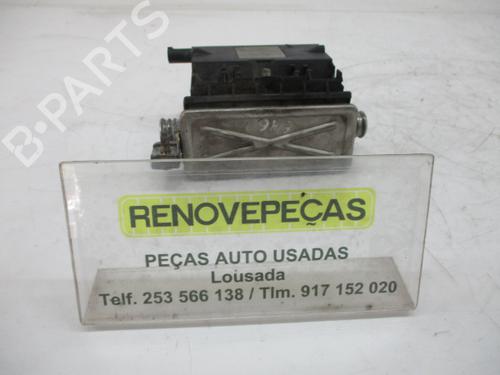 B-PARTS
RENOVEPEÇAS
PEÇAS AUTO USADAS
Lousada
Telf. 253 566 138 / Tlm. 917 152 020